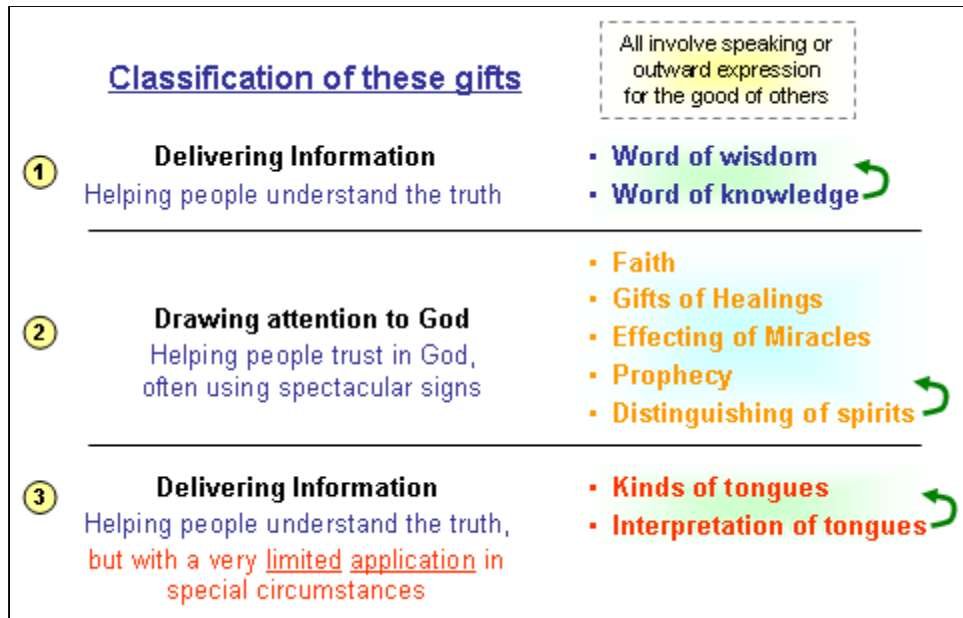 Classification of these gifts
All involve speaking or
outward expression
for the good of others
1
Delivering Information
Helping people understand the truth
▪ Word of wisdom
▪ Word of knowledge
2
Drawing attention to God
Helping people trust in God,
often using spectacular signs
▪ Faith
▪ Gifts of Healings
▪ Effecting of Miracles
▪ Prophecy
▪ Distinguishing of spirits
3
Delivering Information
Helping people understand the truth,
but with a very limited application in
special circumstances
▪ Kinds of tongues
▪ Interpretation of tongues